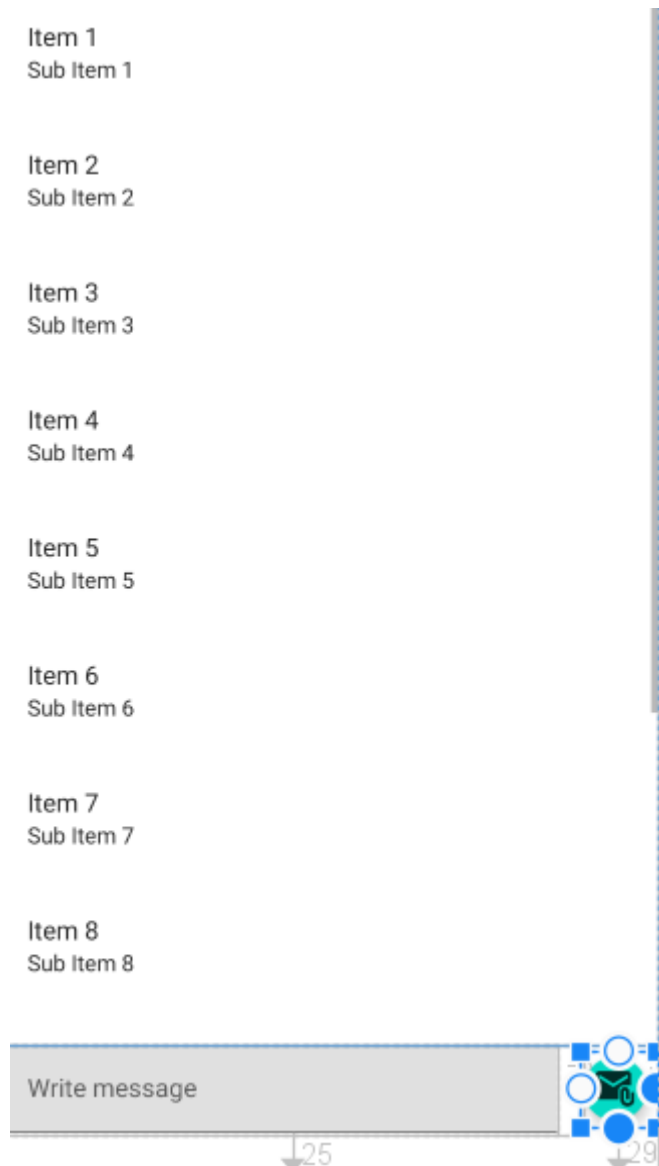 Item 1
Sub Item 1
Item 2
Sub Item 2
Item 3
Sub Item 3
Item 4
Sub Item 4
Item 5
Sub Item 5
Item 6
Sub Item 6
Item 7
Sub Item 7
Item 8
Sub Item 8
Write message
25 29